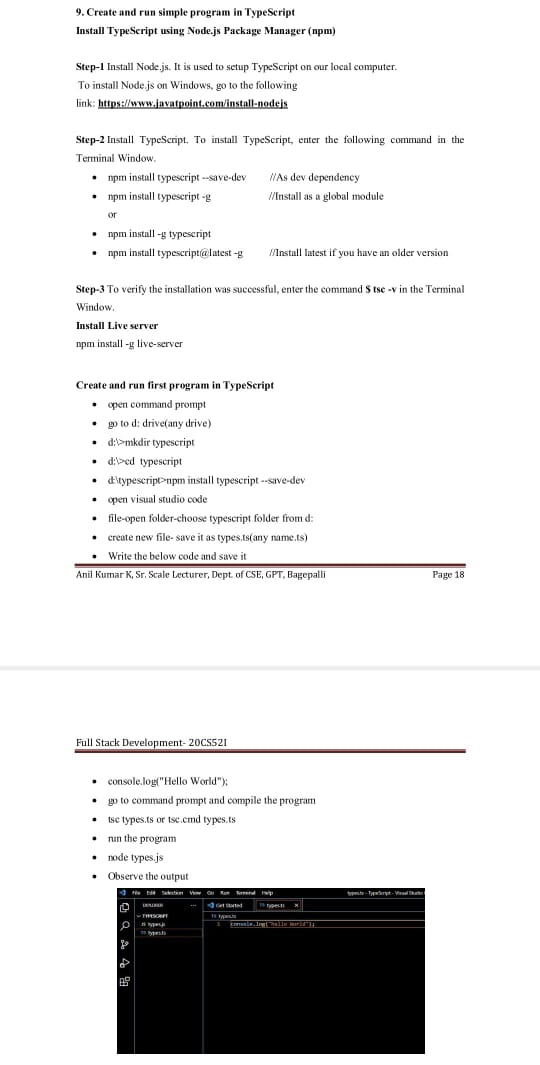 9. Create and run simple program in TypeScript
Install TypeScript using Node.js Package Manager (npm)
Step-1 Install Node.js. It is used to setup TypeScript on our local computer.
To install Node.js on Windows, go to the following
link: https://www.javatpoint.com/install-nodejs
Step-2 Install TypeScript. To install TypeScript, enter the following command in the
Terminal Window.
• npm install typescript --save-dev //As dev dependency
• npm install typescript -g //Install as a global module
or
• npm install -g typescript
• npm install typescript@latest -g //Install latest if you have an older version
Step-3 To verify the installation was successful, enter the command $ tsc -v in the Terminal
Window.
Install Live server
npm install -g live-server
Create and run first program in TypeScript
• open command prompt
• go to d: drive(any drive)
• d:\>mkdir typescript
• d:\>cd typescript
• d:\typescript>npm install typescript --save-dev
• open visual studio code
• file-open folder-choose typescript folder from d:
• create new file- save it as types.ts(any name.ts)
• Write the below code and save it
Anil Kumar K, Sr. Scale Lecturer, Dept. of CSE, GPT, Bagepalli Page 18
Full Stack Development- 20CS52I
• console.log("Hello World");
• go to command prompt and compile the program
• tsc types.ts or tsc.cmd types.ts
• run the program
• node types.js
• Observe the output
File Edit Selection View Go Run Terminal Help types.ts - TypeScript - Visual Studio
EXPLORER ... Get Started TS types.ts ×
TYPESCRIPT TS types.ts
JS types.js 1 console.log("hello World");
TS types.ts